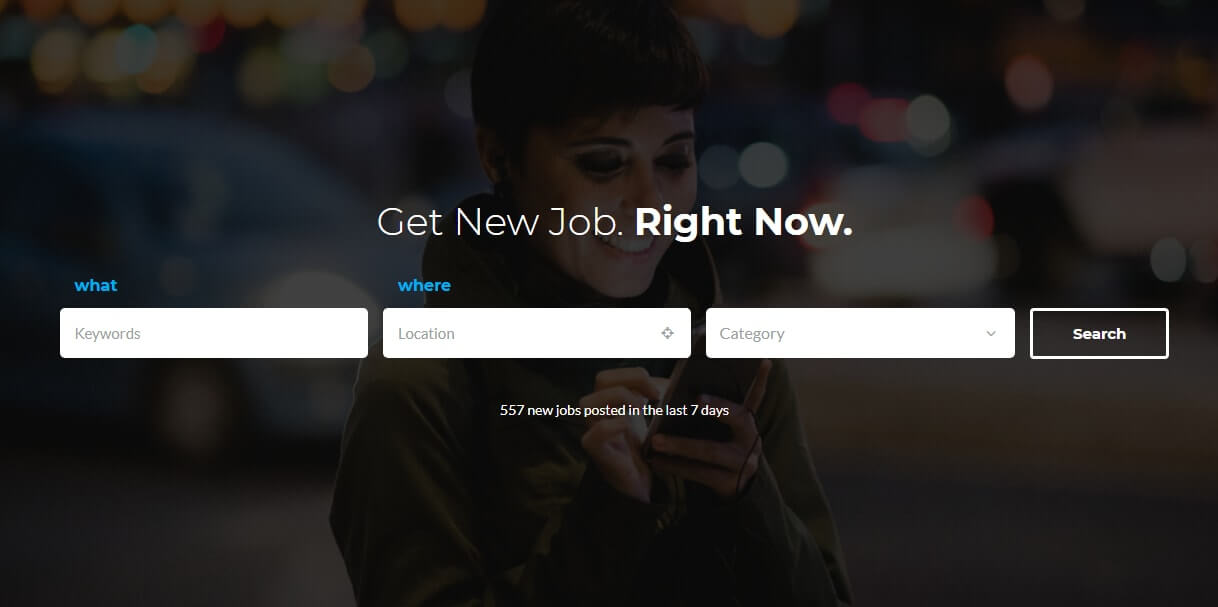 Get New Job. Right Now.
what
where
Keywords
Location
Category
Search
557 new jobs posted in the last 7 days